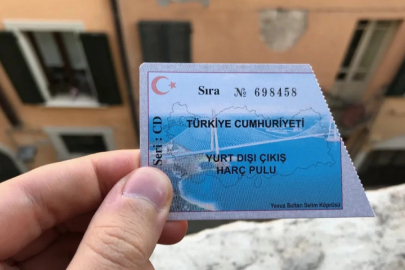 Sıra № 698458
Seri : CD
TÜRKİYE CUMHURİYETİ
YURT DIŞI ÇIKIŞ
HARÇ PULU
Yavuz Sultan Selim Köprüsü